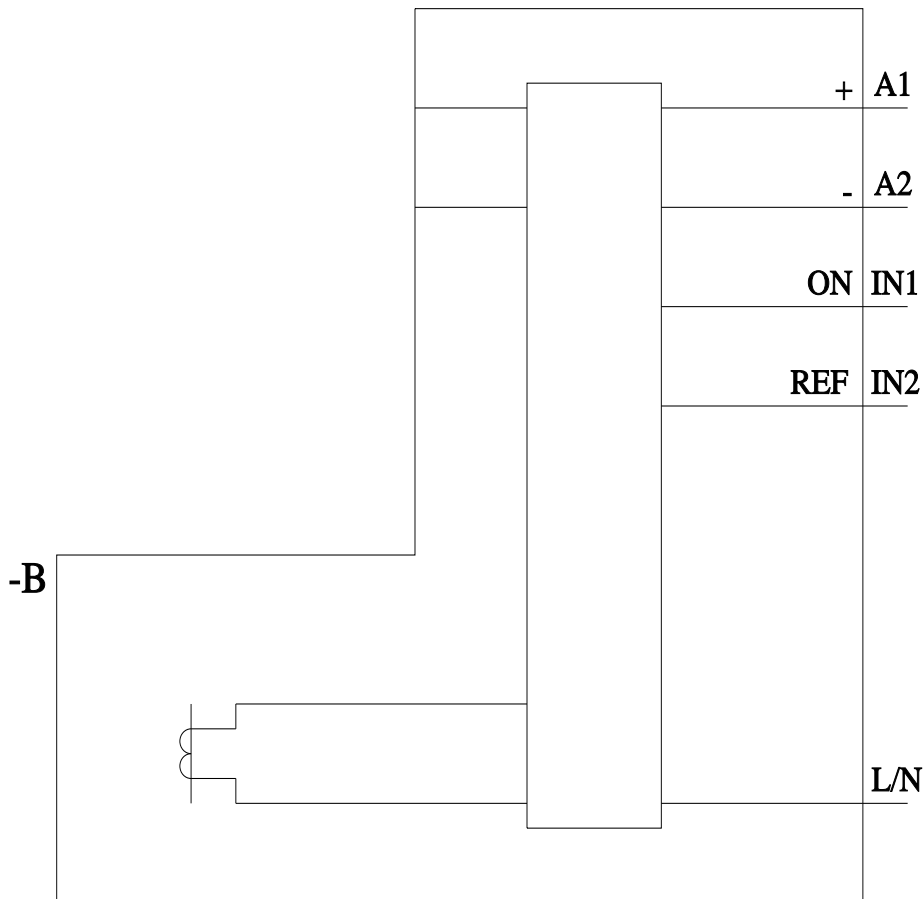 + A1
- A2
ON IN1
REF IN2
-B
L/N